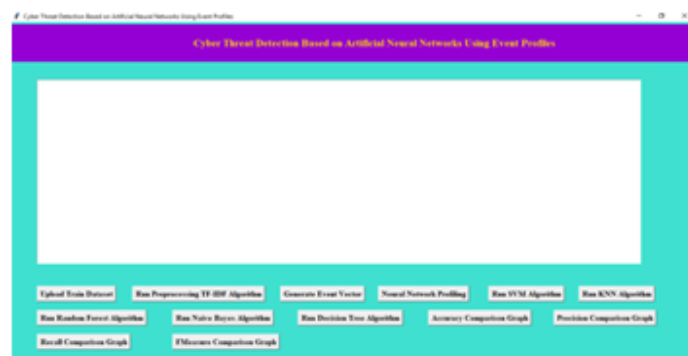 Cyber Threat Detection Based on Artificial Neural Networks Using Event Profiles
Cyber Threat Detection Based on Artificial Neural Networks Using Event Profiles
Upload Train Dataset Run Preprocessing TF-IDF Algorithm Generate Event Vector Neural Network Profiling Run SVM Algorithm Run KNN Algorithm
Run Random Forest Algorithm Run Naive Bayes Algorithm Run Decision Tree Algorithm Accuracy Comparison Graph Precision Comparison Graph
Recall Comparison Graph FMeasure Comparison Graph